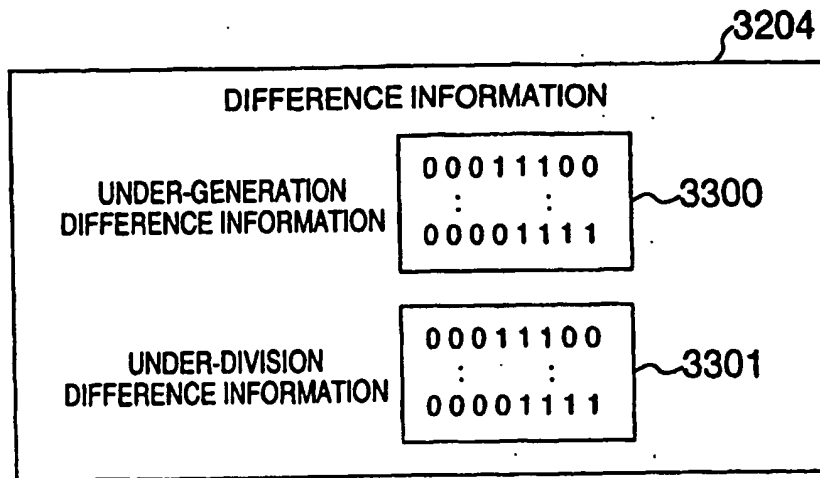 3204
DIFFERENCE INFORMATION
UNDER-GENERATION
DIFFERENCE INFORMATION
00011100
: :
00001111
3300
UNDER-DIVISION
DIFFERENCE INFORMATION
00011100
: :
00001111
3301